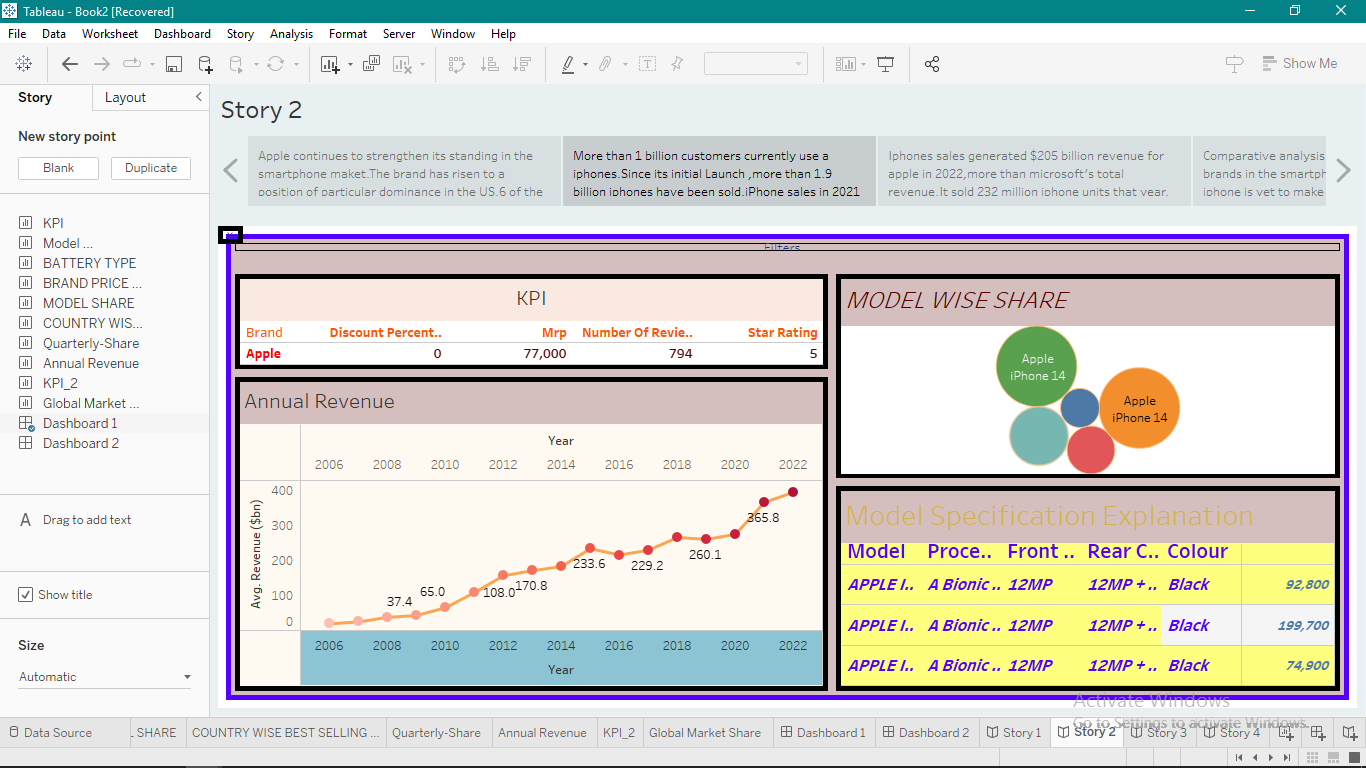 Tableau - Book2 [Recovered]
File Data Worksheet Dashboard Story Analysis Format Server Window Help
Show Me
Story Layout
New story point
Blank Duplicate
KPI
Model ...
BATTERY TYPE
BRAND PRICE ...
MODEL SHARE
COUNTRY WIS...
Quarterly-Share
Annual Revenue
KPI_2
Global Market ...
Dashboard 1
Dashboard 2
A Drag to add text
Show title
Size
Automatic
Story 2
Apple continues to strengthen its standing in the
smartphone maket.The brand has risen to a
position of particular dominance in the US.6 of the
More than 1 billion customers currently use a
iphones.Since its initial Launch ,more than 1.9
billion iphones have been sold.iPhone sales in 2021
Iphones sales generated $205 billion revenue for
apple in 2022,more than microsoft's total
revenue.It sold 232 million iphone units that year.
Comparative analysis
brands in the smartph
iphone is yet to make
Filters
KPI
Brand Discount Percent.. Mrp Number Of Revie.. Star Rating
Apple 0 77,000 794 5
Annual Revenue
Year
2006 2008 2010 2012 2014 2016 2018 2020 2022
Avg. Revenue ($bn)
400
300
200
100
0
37.4
65.0
108.0
170.8
233.6
229.2
260.1
365.8
2006 2008 2010 2012 2014 2016 2018 2020 2022
Year
MODEL WISE SHARE
Apple
iPhone 14
Apple
iPhone 14
Model Specification Explanation
Model Proce.. Front .. Rear C.. Colour
APPLE I.. A Bionic .. 12MP 12MP + .. Black 92,800
APPLE I.. A Bionic .. 12MP 12MP + .. Black 199,700
APPLE I.. A Bionic .. 12MP 12MP + .. Black 74,900
Activate Windows
Go to Settings to activate Windows.
Data Source SHARE COUNTRY WISE BEST SELLING ... Quarterly-Share Annual Revenue KPI_2 Global Market Share Dashboard 1 Dashboard 2 Story 1 Story 2 Story 3 Story 4